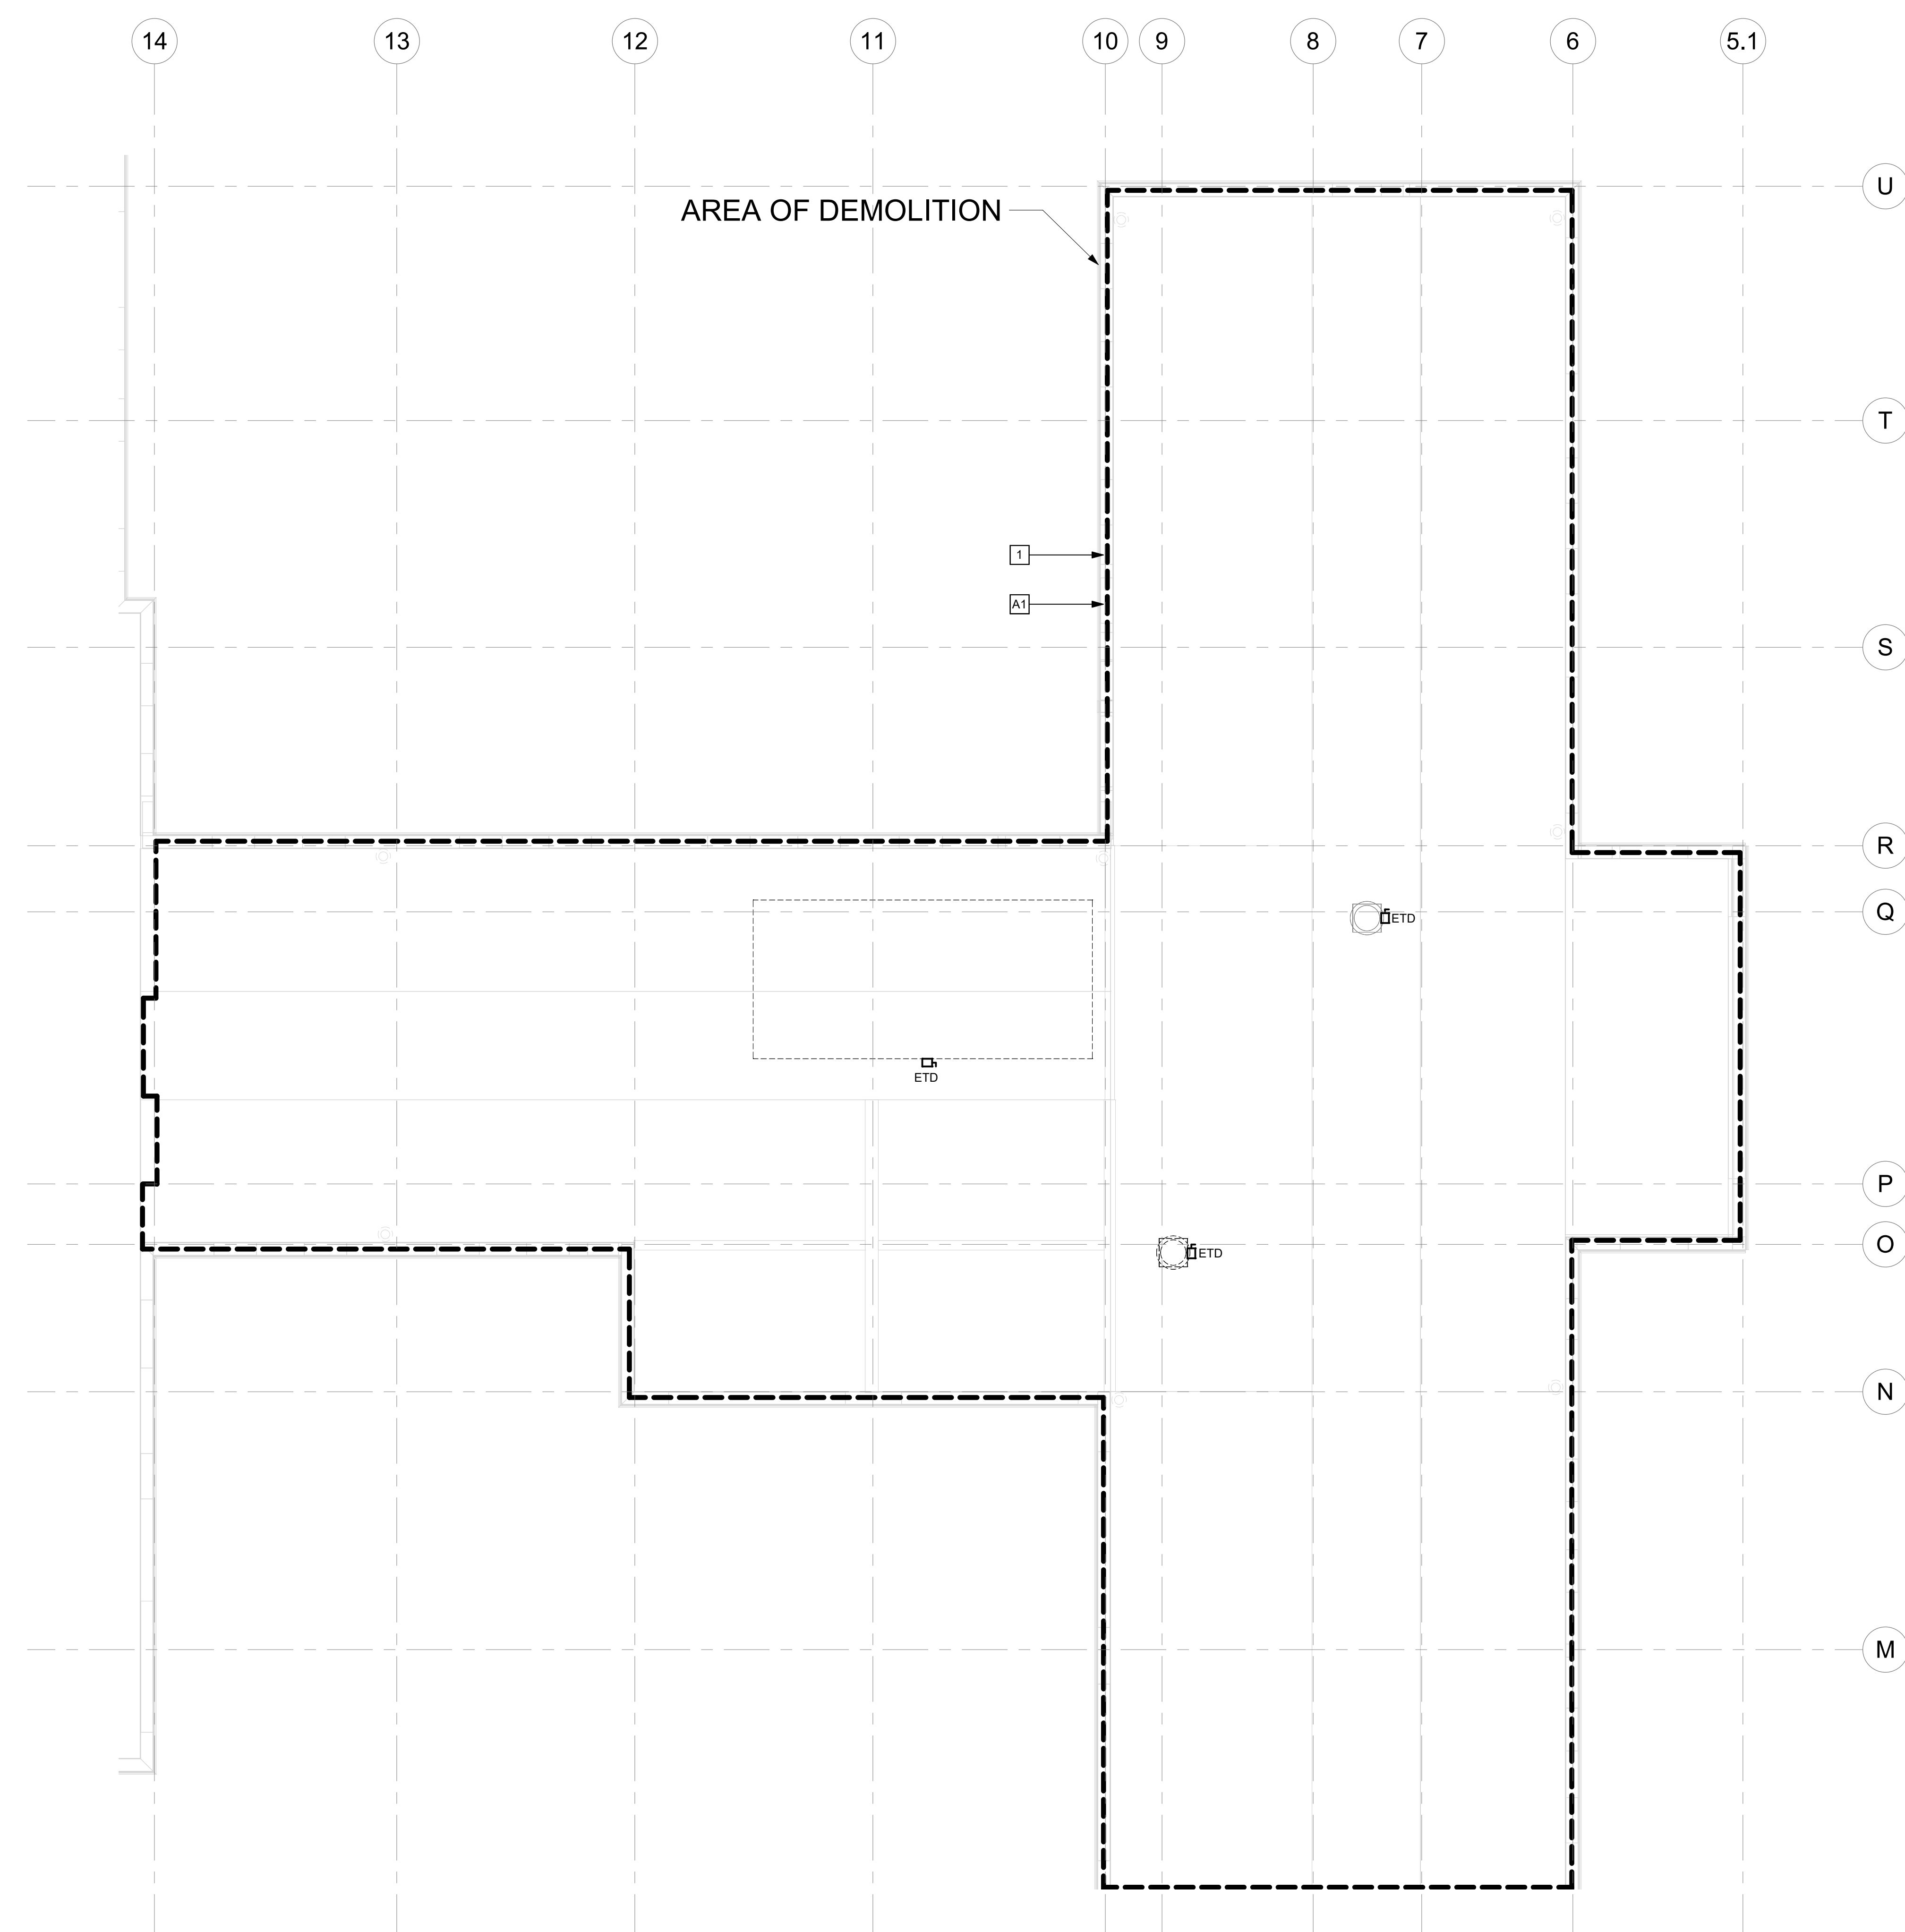 14 13 12 11 10 9 8 7 6 5.1
U
AREA OF DEMOLITION
T
1
A1
S
R
Q
ETD
ETD
P
O
ETD
N
M